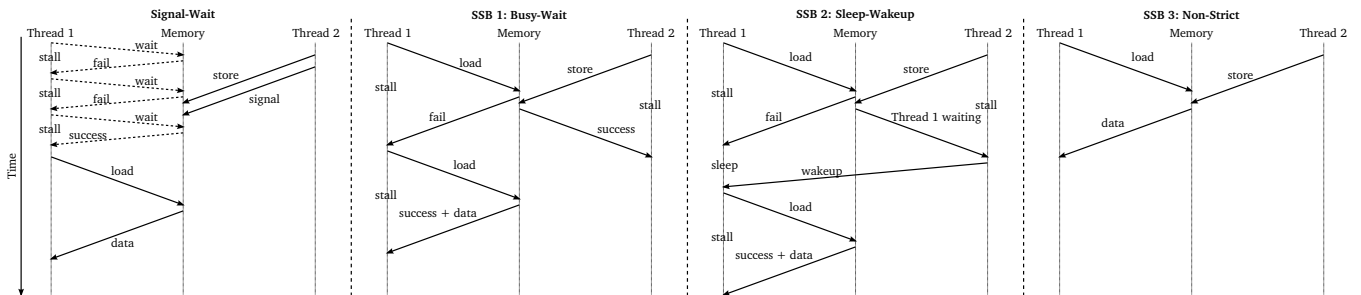 Signal-Wait
Thread 1 Memory Thread 2
wait
stall
fail
wait
store
stall
fail
signal
wait
stall
success
load
data
Time
SSB 1: Busy-Wait
Thread 1 Memory Thread 2
load
store
stall
stall
fail
success
load
stall
success + data
SSB 2: Sleep-Wakeup
Thread 1 Memory Thread 2
load
store
stall
stall
fail
Thread 1 waiting
sleep
wakeup
load
stall
success + data
SSB 3: Non-Strict
Thread 1 Memory Thread 2
load
store
data